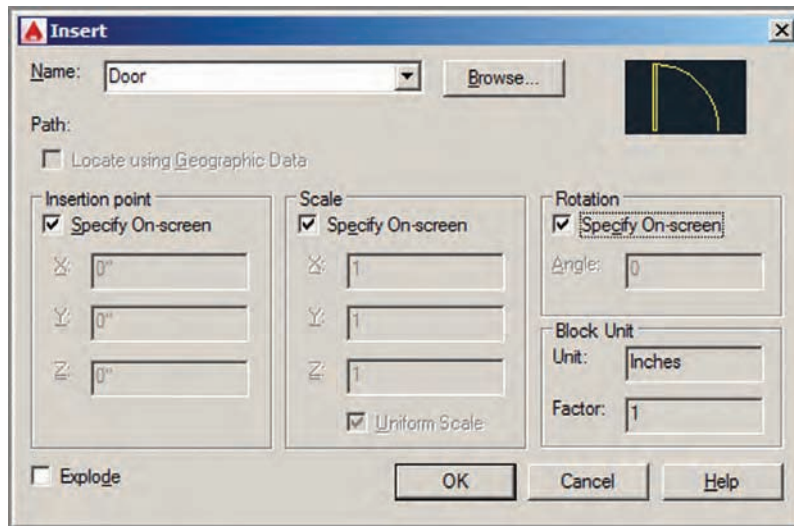 Insert
Name: Door Browse...
Path:
Locate using Geographic Data
Insertion point
Specify On-screen
X: 0"
Y: 0"
Z: 0"
Scale
Specify On-screen
X: 1
Y: 1
Z: 1
Uniform Scale
Rotation
Specify On-screen
Angle: 0
Block Unit
Unit: Inches
Factor: 1
Explode OK Cancel Help